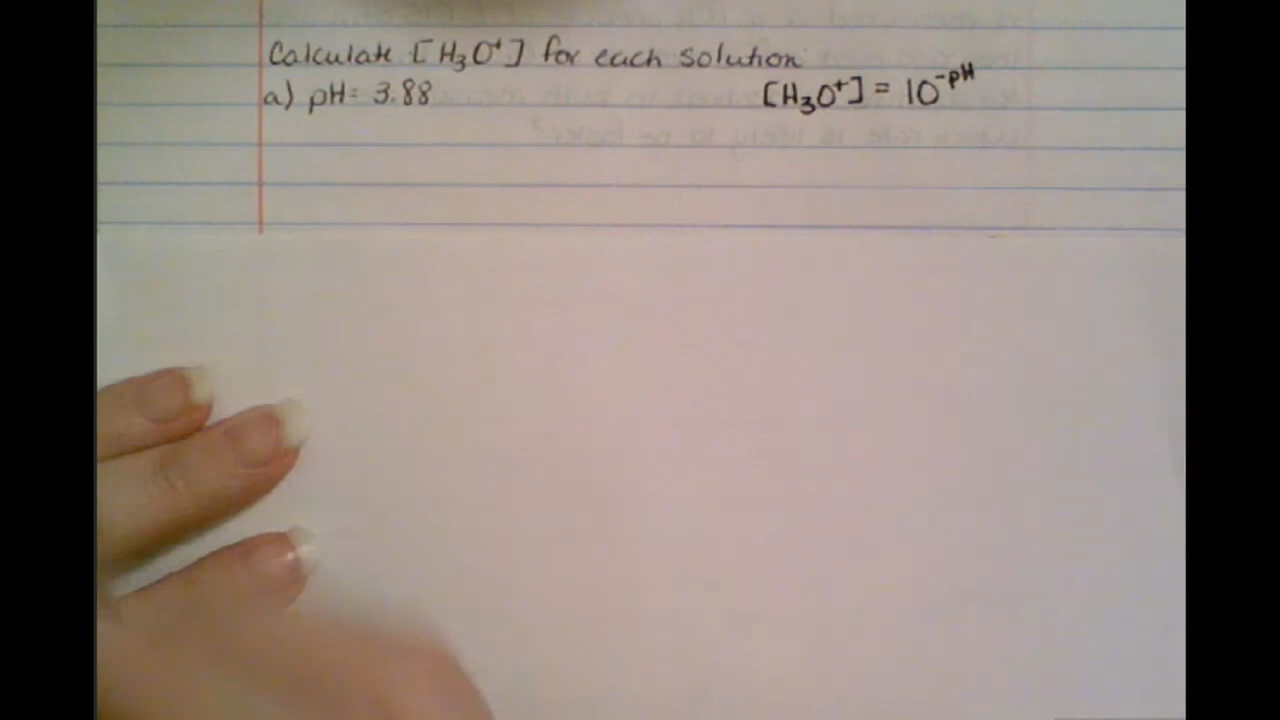 Calculate [H₃O⁺] for each solution:
a) pH= 3.88 [H₃O⁺] = 10⁻ᵖᴴ